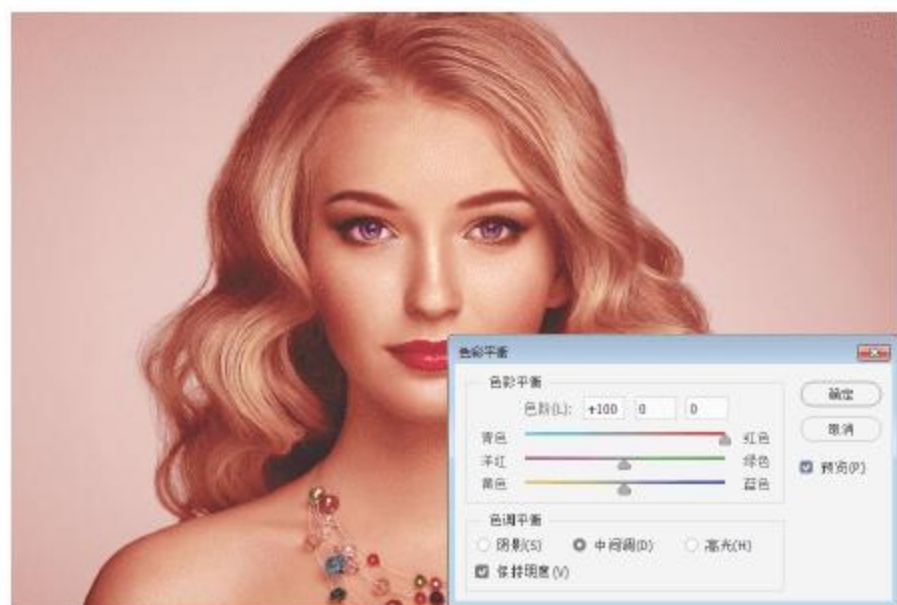 色彩平衡
色彩平衡
色阶(L): +100 0 0
青色 红色
洋红 绿色
黄色 蓝色
确定
取消
预览(P)
色调平衡
阴影(S) 中间调(D) 高光(H)
保持明度(V)